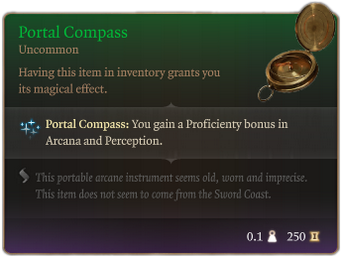 Portal Compass
Uncommon
Having this item in inventory grants you
its magical effect.
Portal Compass: You gain a Proficienty bonus in
Arcana and Perception.
This portable arcane instrument seems old, worn and imprecise.
This item does not seem to come from the Sword Coast.
0.1 250